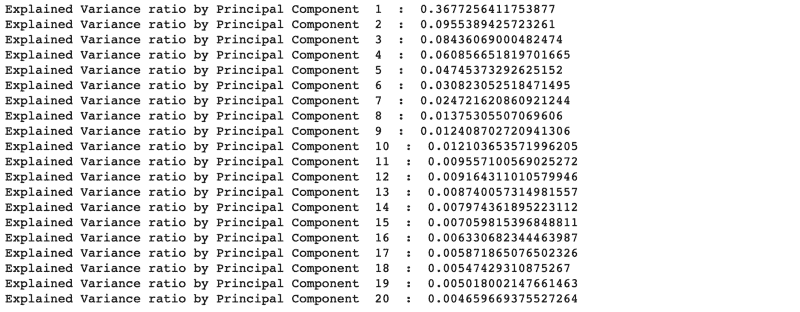 Explained Variance ratio by Principal Component  1  :  0.3677256411753877
Explained Variance ratio by Principal Component  2  :  0.0955389425723261
Explained Variance ratio by Principal Component  3  :  0.08436069000482474
Explained Variance ratio by Principal Component  4  :  0.060856651819701665
Explained Variance ratio by Principal Component  5  :  0.04745373292625152
Explained Variance ratio by Principal Component  6  :  0.030823052518471495
Explained Variance ratio by Principal Component  7  :  0.024721620860921244
Explained Variance ratio by Principal Component  8  :  0.01375305507069606
Explained Variance ratio by Principal Component  9  :  0.012408702720941306
Explained Variance ratio by Principal Component  10  :  0.012103653571996205
Explained Variance ratio by Principal Component  11  :  0.009557100569025272
Explained Variance ratio by Principal Component  12  :  0.009164311010579946
Explained Variance ratio by Principal Component  13  :  0.008740057314981557
Explained Variance ratio by Principal Component  14  :  0.007974361895223112
Explained Variance ratio by Principal Component  15  :  0.007059815396848811
Explained Variance ratio by Principal Component  16  :  0.006330682344463987
Explained Variance ratio by Principal Component  17  :  0.005871865076502326
Explained Variance ratio by Principal Component  18  :  0.00547429310875267
Explained Variance ratio by Principal Component  19  :  0.005018002147661463
Explained Variance ratio by Principal Component  20  :  0.004659669375527264